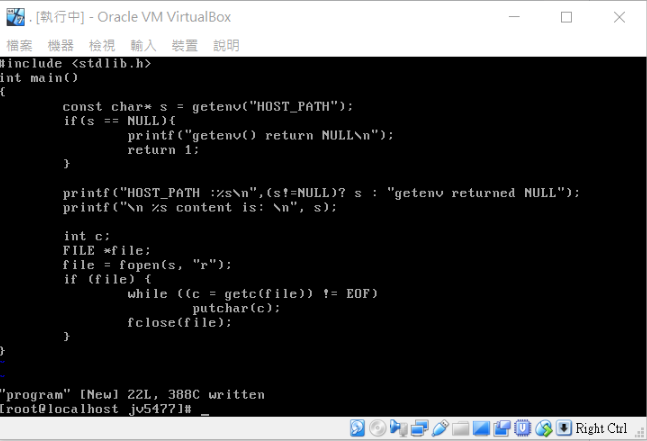 . [執行中] - Oracle VM VirtualBox
檔案 機器 檢視 輸入 裝置 說明
#include <stdlib.h>
int main()
{
        const char* s = getenv("HOST_PATH");
        if(s == NULL){
                printf("getenv() return NULL\n");
                return 1;
        }

        printf("HOST_PATH :%s\n",(s!=NULL)? s : "getenv returned NULL");
        printf("\n %s content is: \n", s);

        int c;
        FILE *file;
        file = fopen(s, "r");
        if (file) {
                while ((c = getc(file)) != EOF)
                        putchar(c);
                fclose(file);
        }
}
~
~
"program" [New] 22L, 388C written
[root@localhost jv5477]# _
Right Ctrl